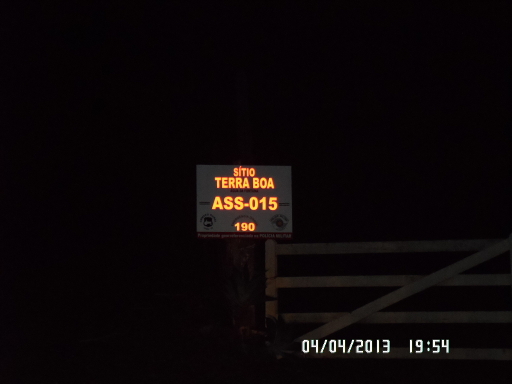 SÍTIO
TERRA BOA
ASS-015
190
04/04/2013 19:54